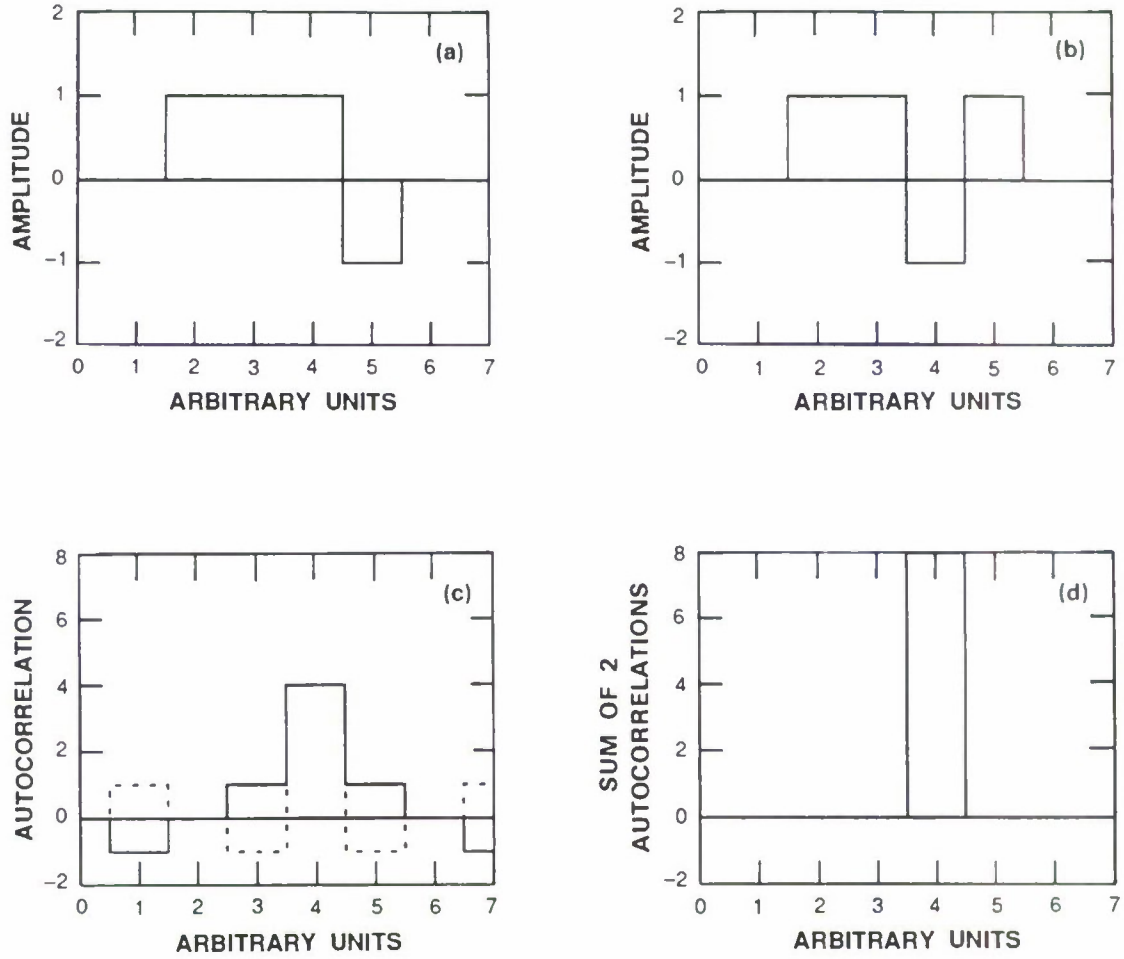 2
1
0
-1
-2
AMPLITUDE
(a)
0 1 2 3 4 5 6 7
ARBITRARY UNITS
2
1
0
-1
-2
AMPLITUDE
(b)
0 1 2 3 4 5 6 7
ARBITRARY UNITS
8
6
4
2
0
-2
AUTOCORRELATION
(c)
0 1 2 3 4 5 6 7
ARBITRARY UNITS
8
6
4
2
0
-2
SUM OF 2
AUTOCORRELATIONS
(d)
0 1 2 3 4 5 6 7
ARBITRARY UNITS